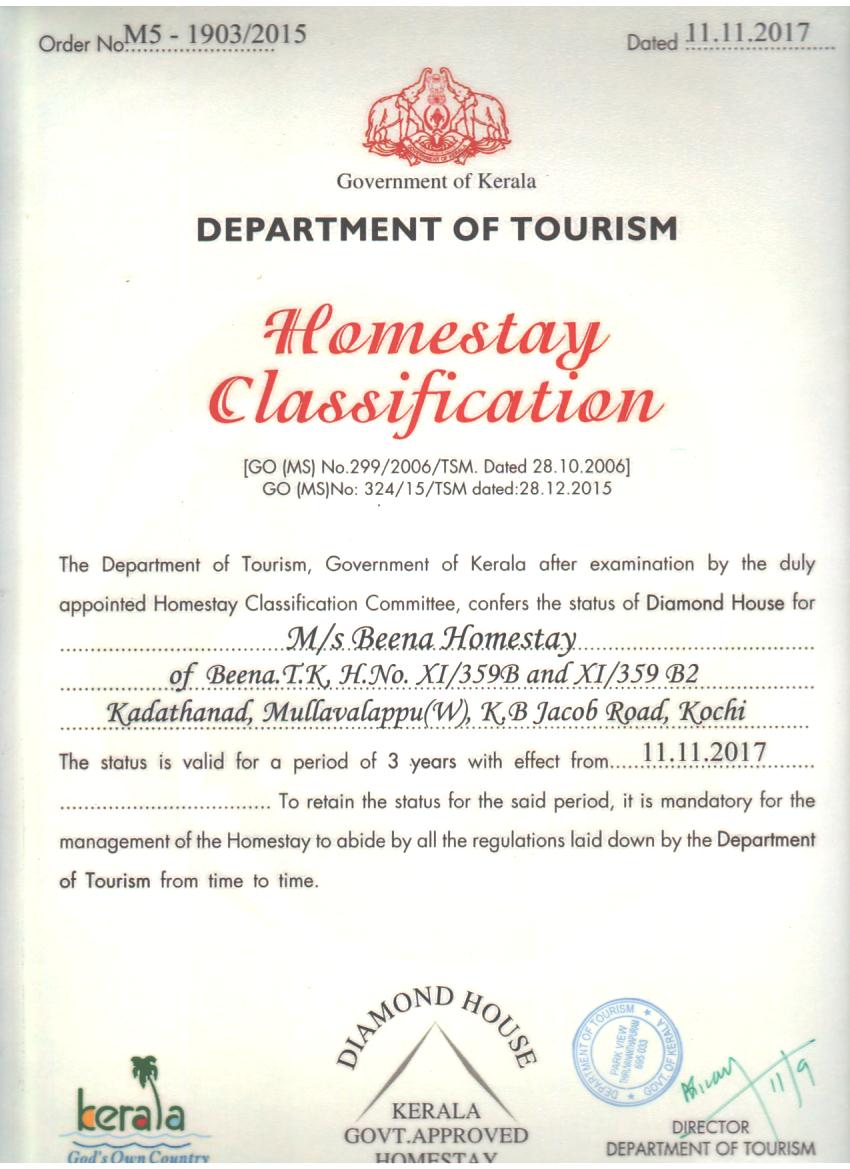 Order No. M5 - 1903/2015
Dated 11.11.2017
Government of Kerala
DEPARTMENT OF TOURISM
Homestay
Classification
[GO (MS) No.299/2006/TSM. Dated 28.10.2006]
GO (MS)No: 324/15/TSM dated:28.12.2015
The Department of Tourism, Government of Kerala after examination by the duly
appointed Homestay Classification Committee, confers the status of Diamond House for
M/s Beena Homestay
of Beena.T.K, H.No. XI/359B and XI/359 B2
Kadathanad, Mullavalappu(W), K.B Jacob Road, Kochi
The status is valid for a period of 3 years with effect from......11.11.2017
.................................. To retain the status for the said period, it is mandatory for the
management of the Homestay to abide by all the regulations laid down by the Department
of Tourism from time to time.
DIAMOND HOUSE
KERALA
GOVT.APPROVED
HOMESTAY
kerala
God's Own Country
DEPARTMENT OF TOURISM ★ GOVT. OF KERALA ★
PARK VIEW
THIRUVANANTHAPURAM
695 033
11/9
DIRECTOR
DEPARTMENT OF TOURISM